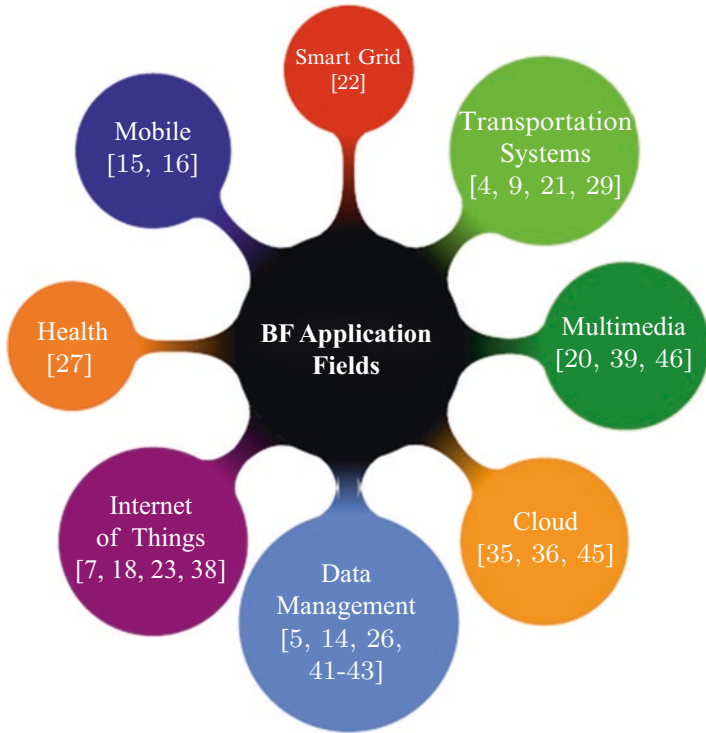 Smart Grid
[22]
Mobile
[15, 16]
Transportation
Systems
[4, 9, 21, 29]
Health
[27]
BF Application
Fields
Multimedia
[20, 39, 46]
Internet
of Things
[7, 18, 23, 38]
Cloud
[35, 36, 45]
Data
Management
[5, 14, 26,
41-43]